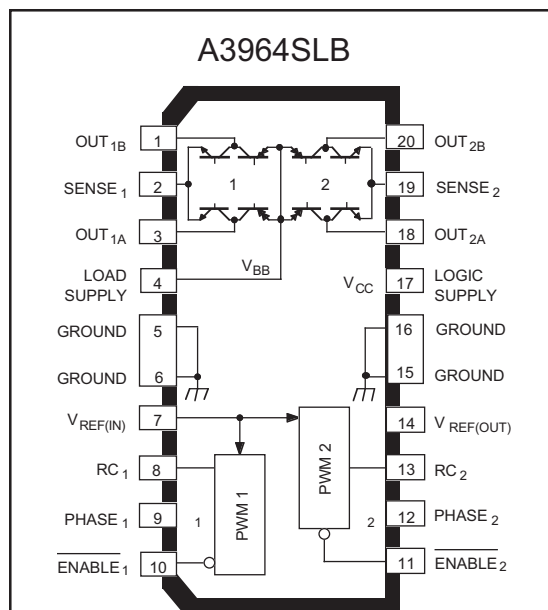 A3964SLB
OUT1B 1
SENSE1 2
OUT1A 3
LOAD
SUPPLY 4
GROUND 5
GROUND 6
VREF(IN) 7
RC1 8
PHASE1 9
ENABLE1 10
1 2
VBB
VCC
PWM 1
1
PWM 2
2
20 OUT2B
19 SENSE2
18 OUT2A
17 LOGIC
SUPPLY
16 GROUND
15 GROUND
14 VREF(OUT)
13 RC2
12 PHASE2
11 ENABLE2